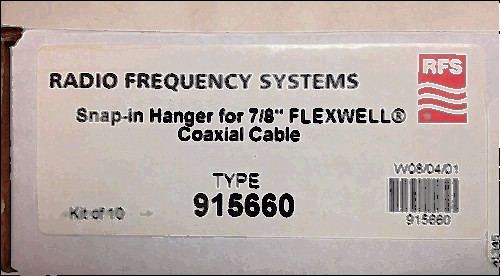 RFS
RADIO FREQUENCY SYSTEMS
Snap-in Hanger for 7/8" FLEXWELL®
Coaxial Cable
TYPE
915660
Kit of 10
W08/04/01
915660